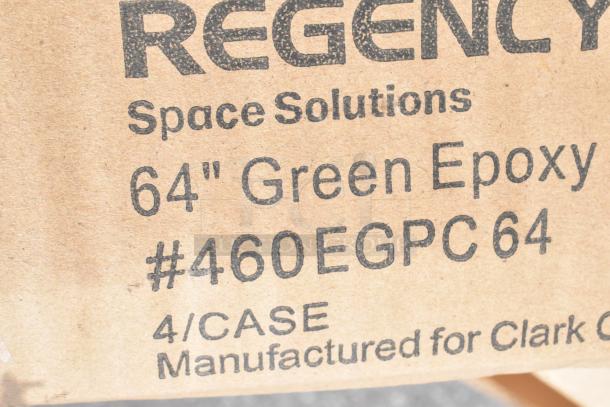 REGENCY
Space Solutions
64" Green Epoxy
#460EGPC 64
4/CASE
Manufactured for Clark